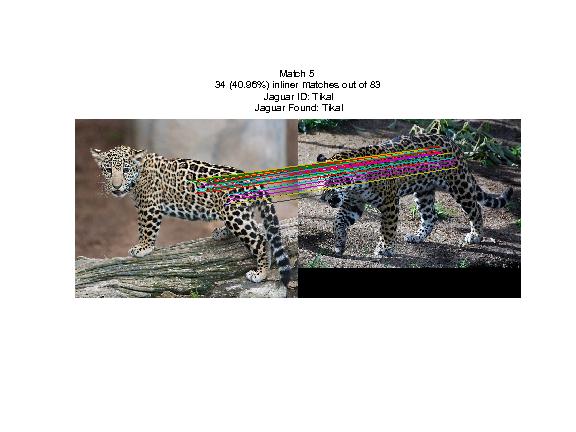 Match 5
34 (40.96%) inliner matches out of 83
Jaguar ID: Tikal
Jaguar Found: Tikal